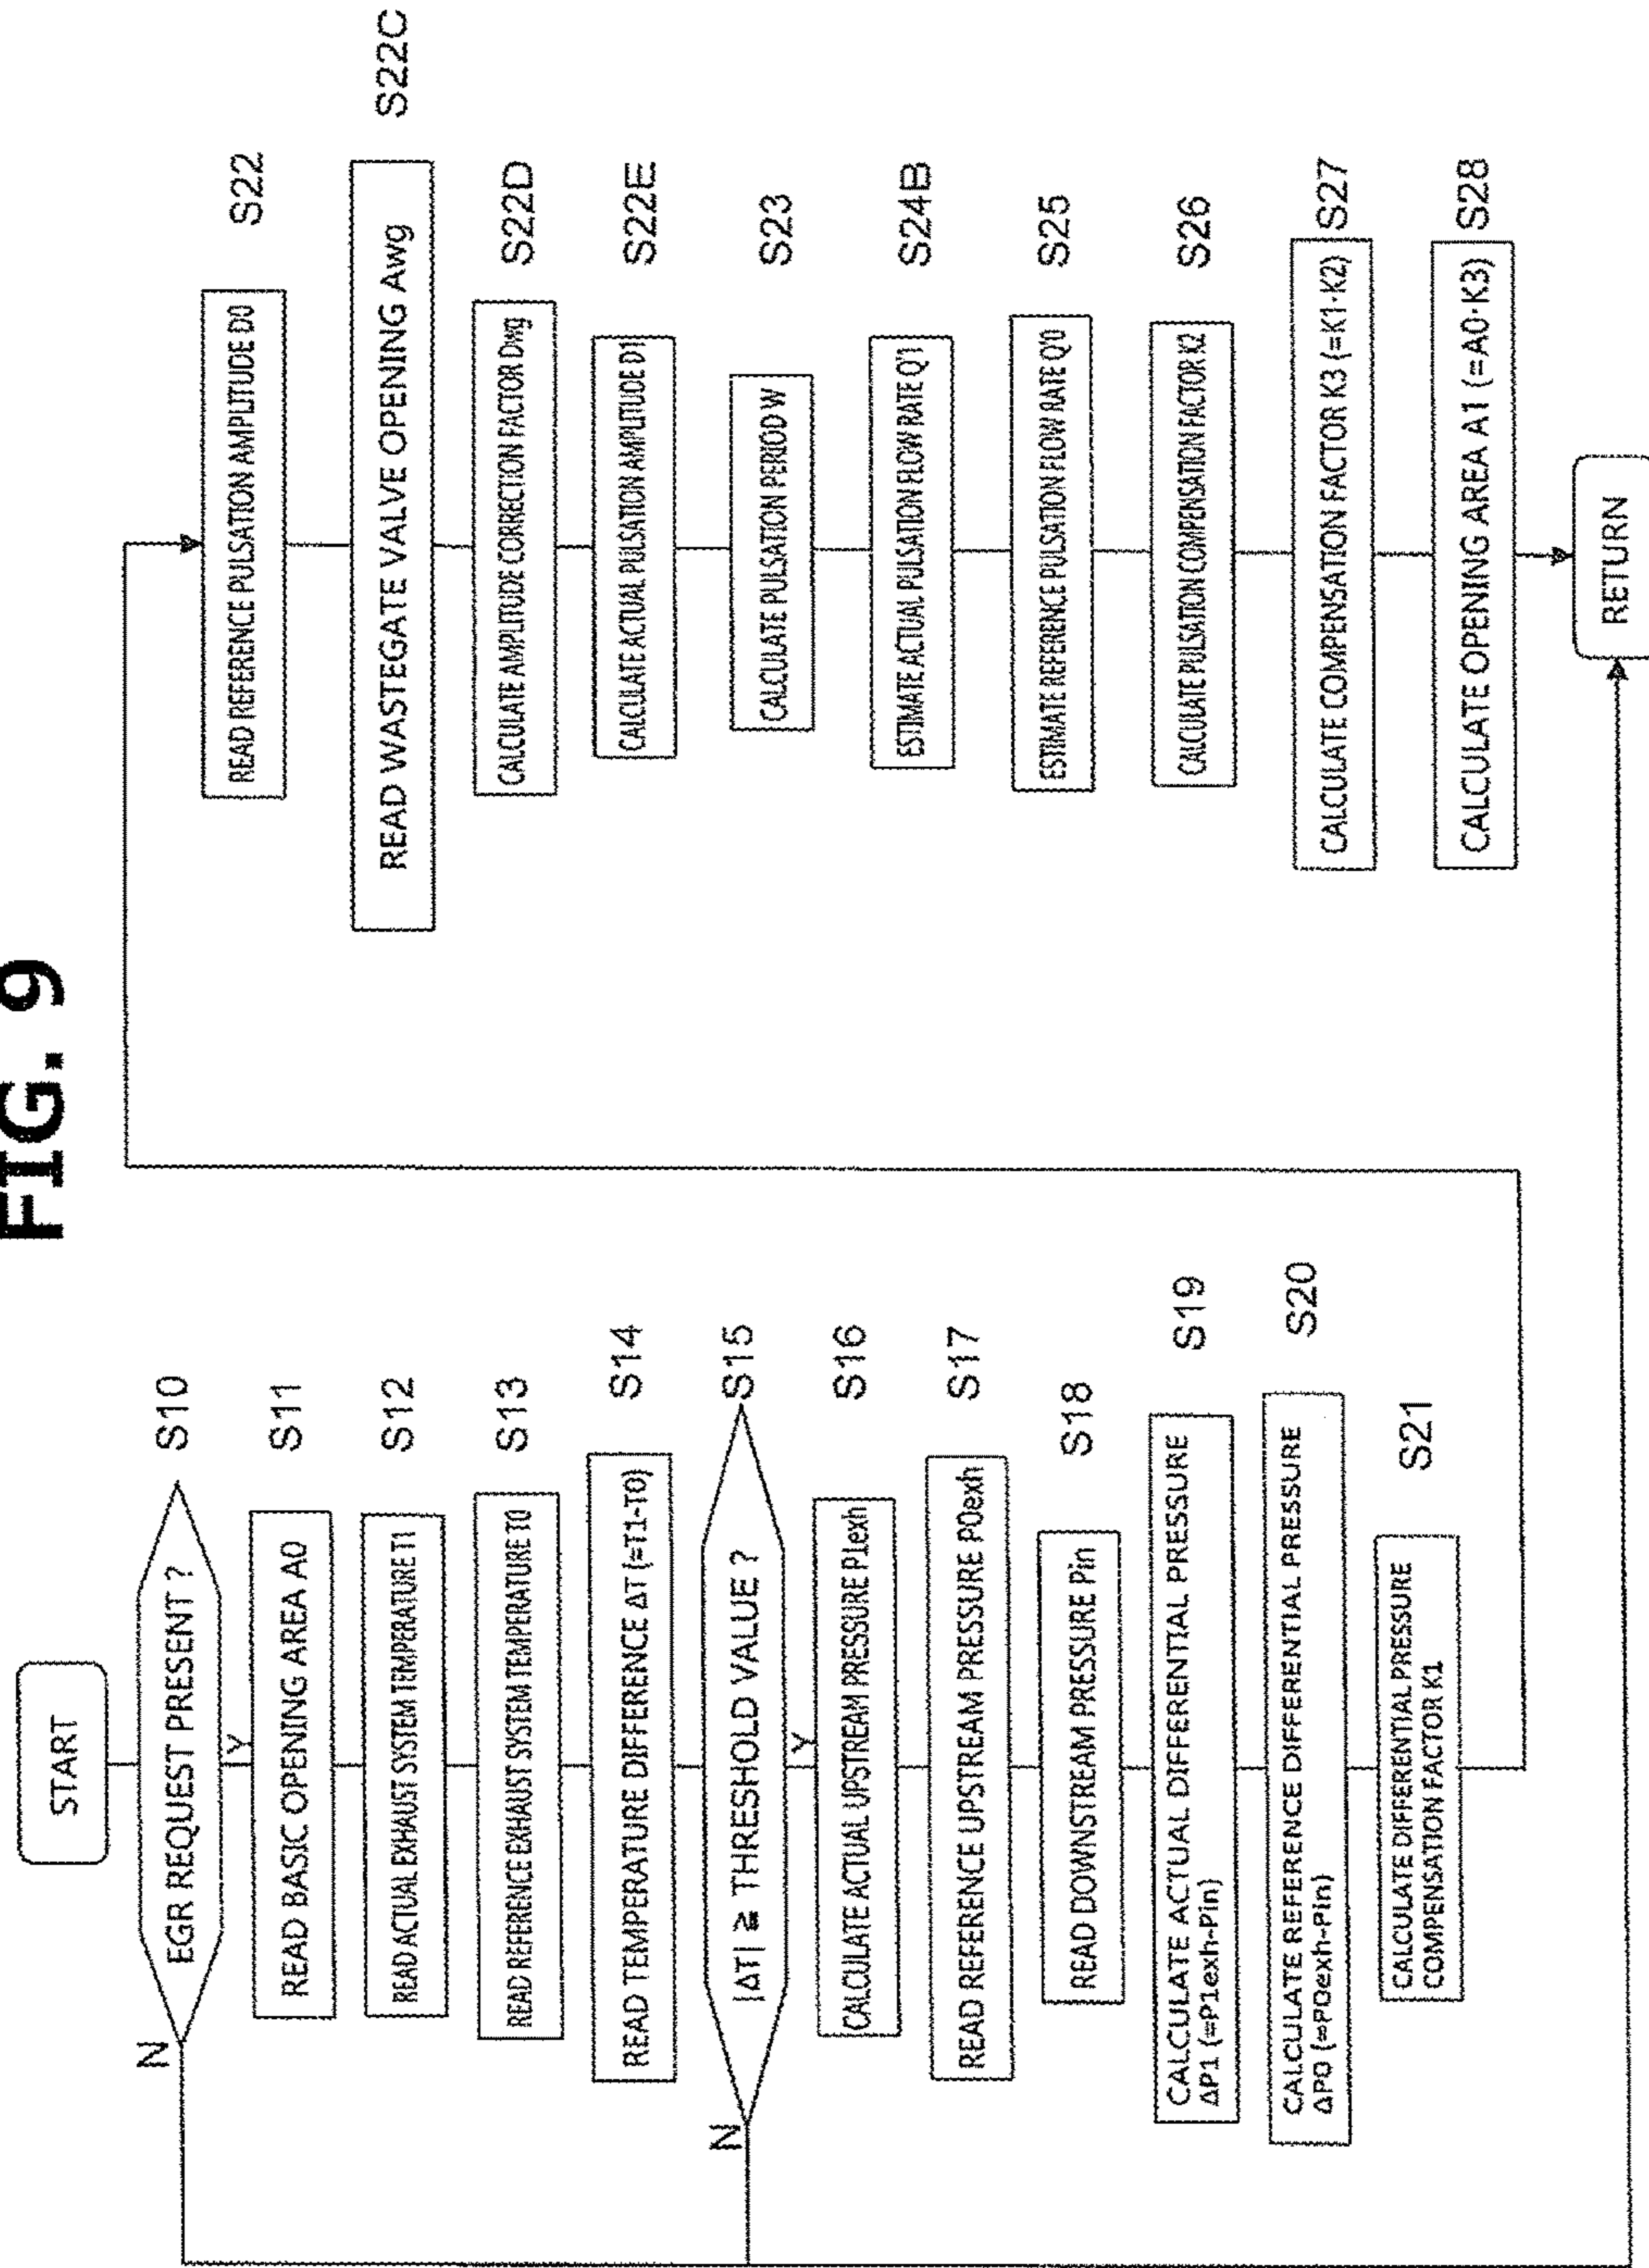 FIG. 9
START
EGR REQUEST PRESENT ?
S10
N
Y
READ BASIC OPENING AREA A0
S11
READ ACTUAL EXHAUST SYSTEM TEMPERATURE T1
S12
READ REFERENCE EXHAUST SYSTEM TEMPERATURE T0
S13
READ TEMPERATURE DIFFERENCE ΔT (=T1-T0)
S14
|ΔT| ≧ THRESHOLD VALUE ?
S15
N
Y
CALCULATE ACTUAL UPSTREAM PRESSURE P1exh
S16
READ REFERENCE UPSTREAM PRESSURE P0exh
S17
READ DOWNSTREAM PRESSURE Pin
S18
CALCULATE ACTUAL DIFFERENTIAL PRESSURE
ΔP1 (=P1exh-Pin)
S19
CALCULATE REFERENCE DIFFERENTIAL PRESSURE
ΔP0 (=P0exh-Pin)
S20
CALCULATE DIFFERENTIAL PRESSURE
COMPENSATION FACTOR K1
S21
READ REFERENCE PULSATION AMPLITUDE D0
S22
READ WASTEGATE VALVE OPENING Awg
S22C
CALCULATE AMPLITUDE CORRECTION FACTOR Dwg
S22D
CALCULATE ACTUAL PULSATION AMPLITUDE D1
S22E
CALCULATE PULSATION PERIOD W
S23
ESTIMATE ACTUAL PULSATION FLOW RATE Q'1
S24B
ESTIMATE REFERENCE PULSATION FLOW RATE Q'0
S25
CALCULATE PULSATION COMPENSATION FACTOR K2
S26
CALCULATE COMPENSATION FACTOR K3 (=K1·K2)
S27
CALCULATE OPENING AREA A1 (=A0·K3)
S28
RETURN